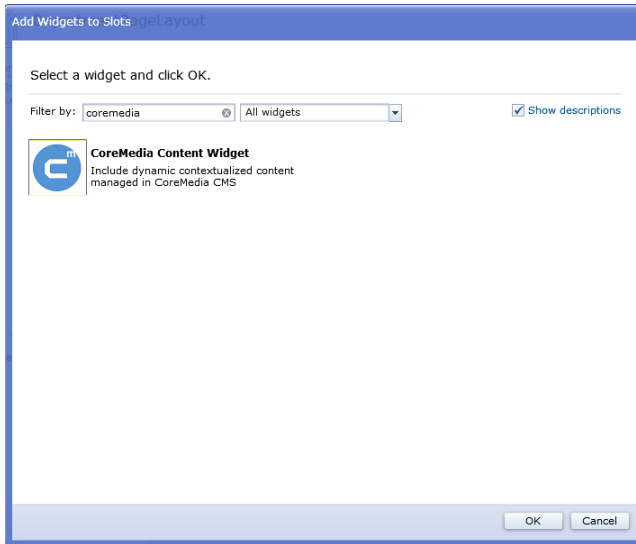 Add Widgets to Slots ageLayout
Select a widget and click OK.
Filter by: coremedia All widgets Show descriptions
CoreMedia Content Widget
Include dynamic contextualized content
managed in CoreMedia CMS
OK Cancel